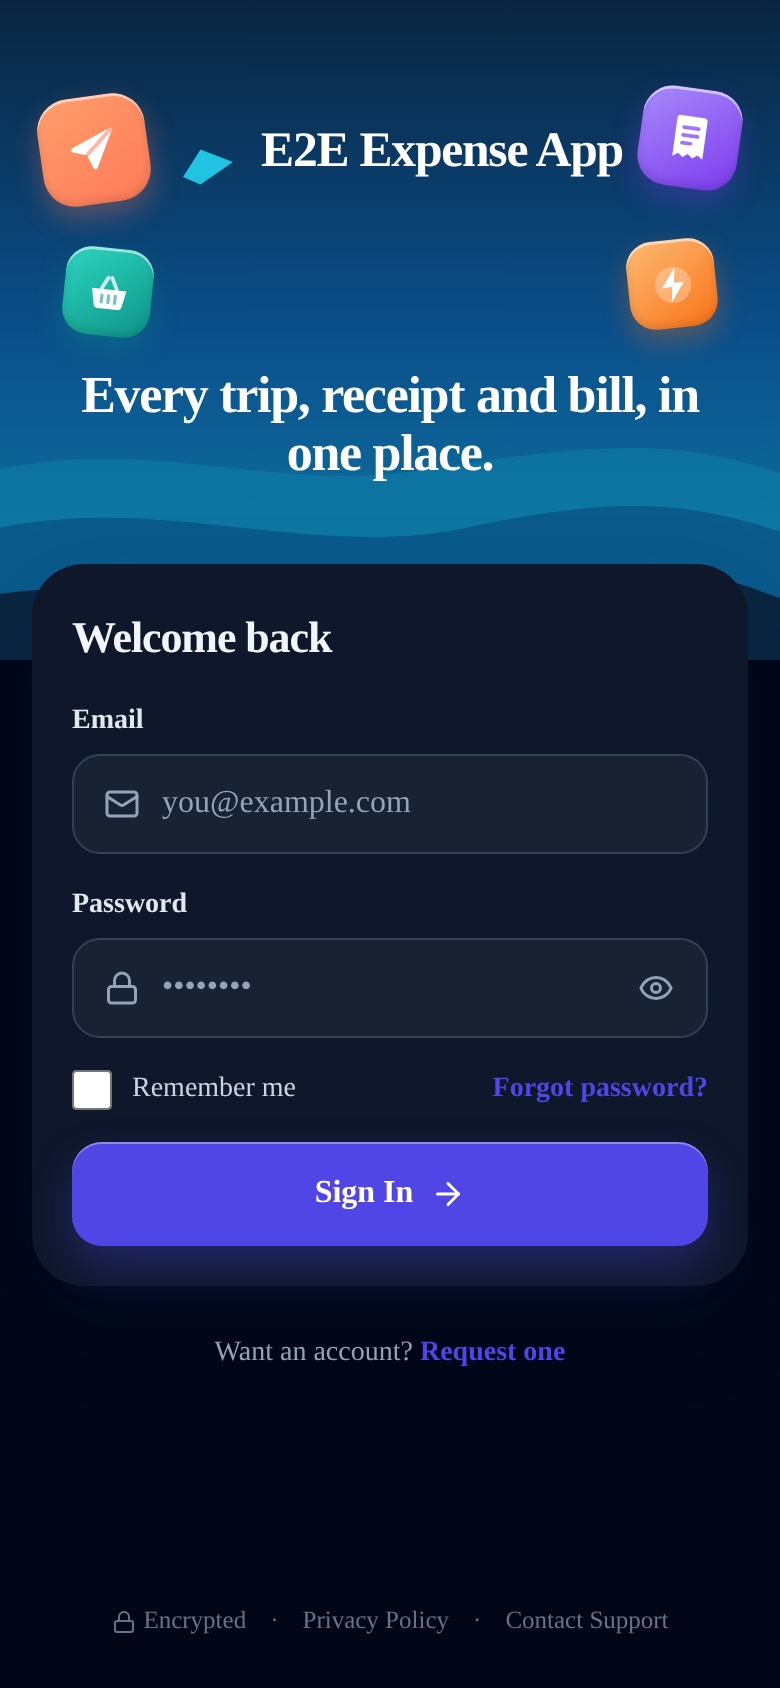 E2E Expense App
Every trip, receipt and bill, in
one place.
Welcome back
Email
you@example.com
Password
••••••••
Remember me
Forgot password?
Sign In
Want an account? Request one
Encrypted · Privacy Policy · Contact Support